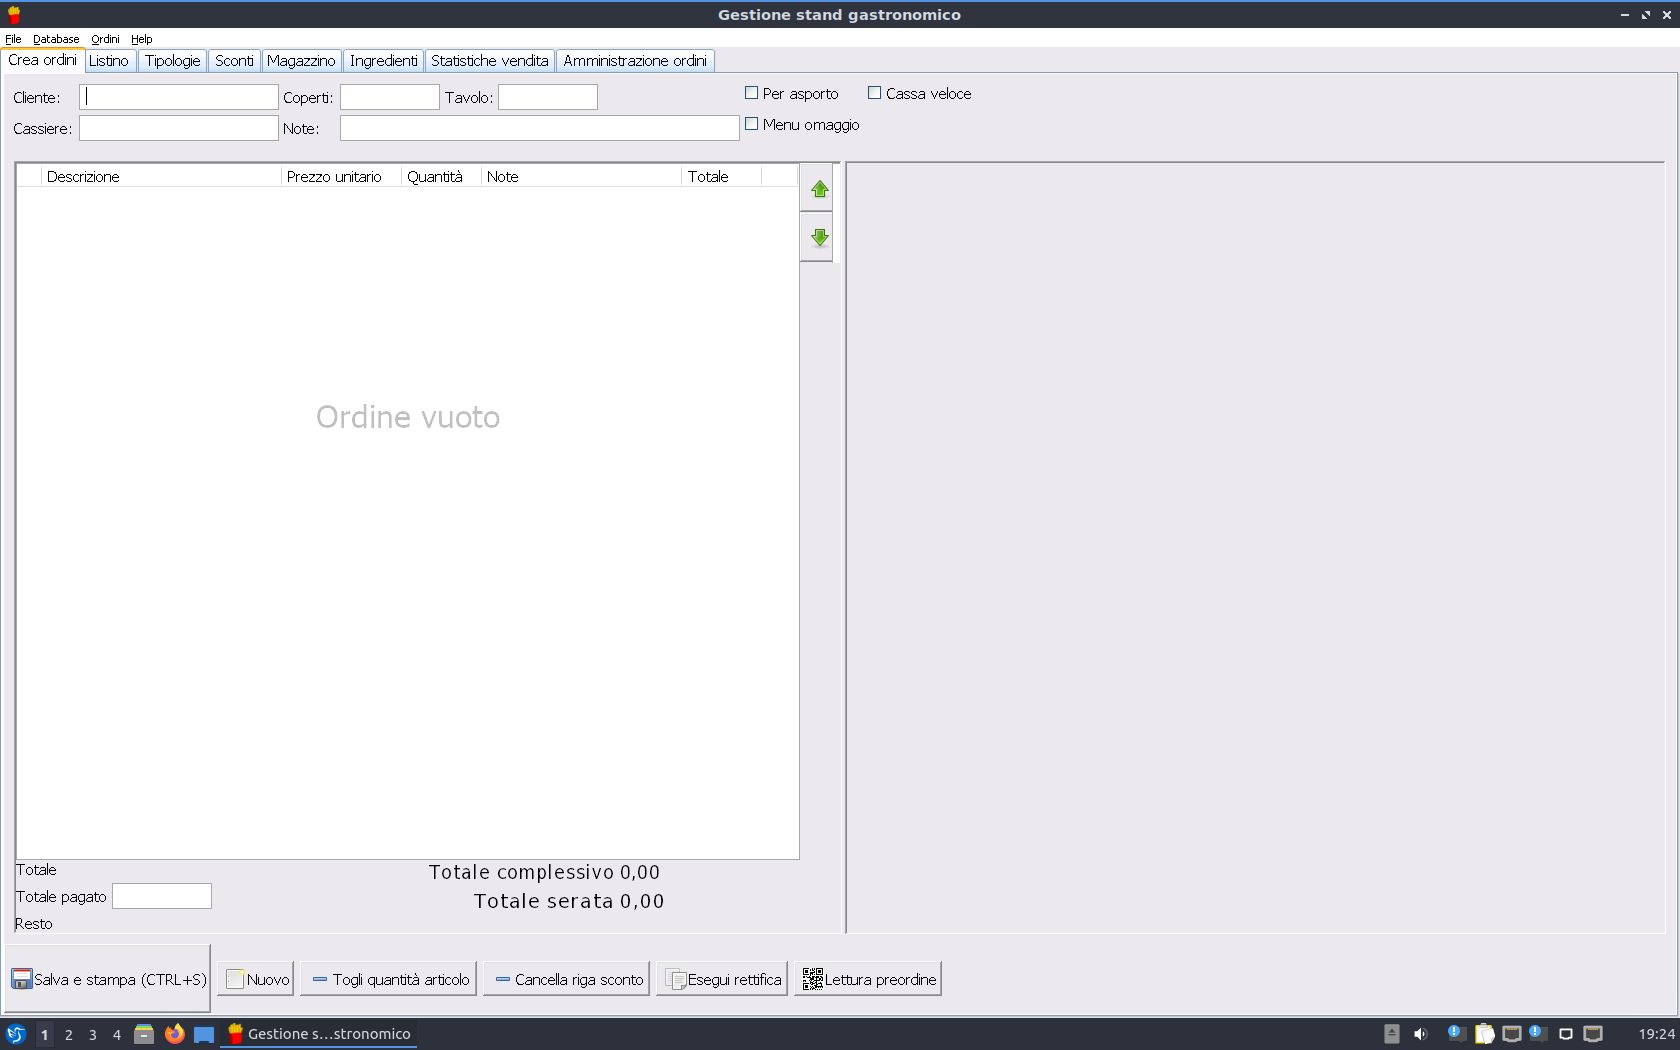 Gestione stand gastronomico
File Database Ordini Help
Crea ordini Listino Tipologie Sconti Magazzino Ingredienti Statistiche vendita Amministrazione ordini
Cliente: Coperti: Tavolo: Per asporto Cassa veloce
Cassiere: Note: Menu omaggio
Descrizione Prezzo unitario Quantità Note Totale
Ordine vuoto
Totale Totale complessivo 0,00
Totale pagato Totale serata 0,00
Resto
Salva e stampa (CTRL+S) Nuovo Togli quantità articolo Cancella riga sconto Esegui rettifica Lettura preordine
1 2 3 4 Gestione s...stronomico 19:24